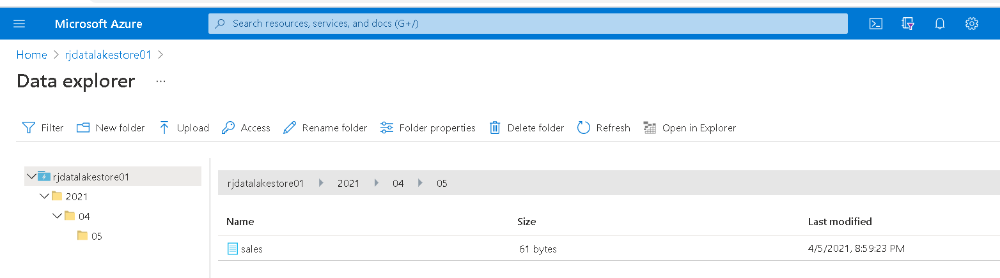 Microsoft Azure
Search resources, services, and docs (G+/)
Home > rjdatalakestore01 >
Data explorer ...
Filter New folder Upload Access Rename folder Folder properties Delete folder Refresh Open in Explorer
rjdatalakestore01
2021
04
05
rjdatalakestore01 2021 04 05
Name Size Last modified
sales 61 bytes 4/5/2021, 8:59:23 PM